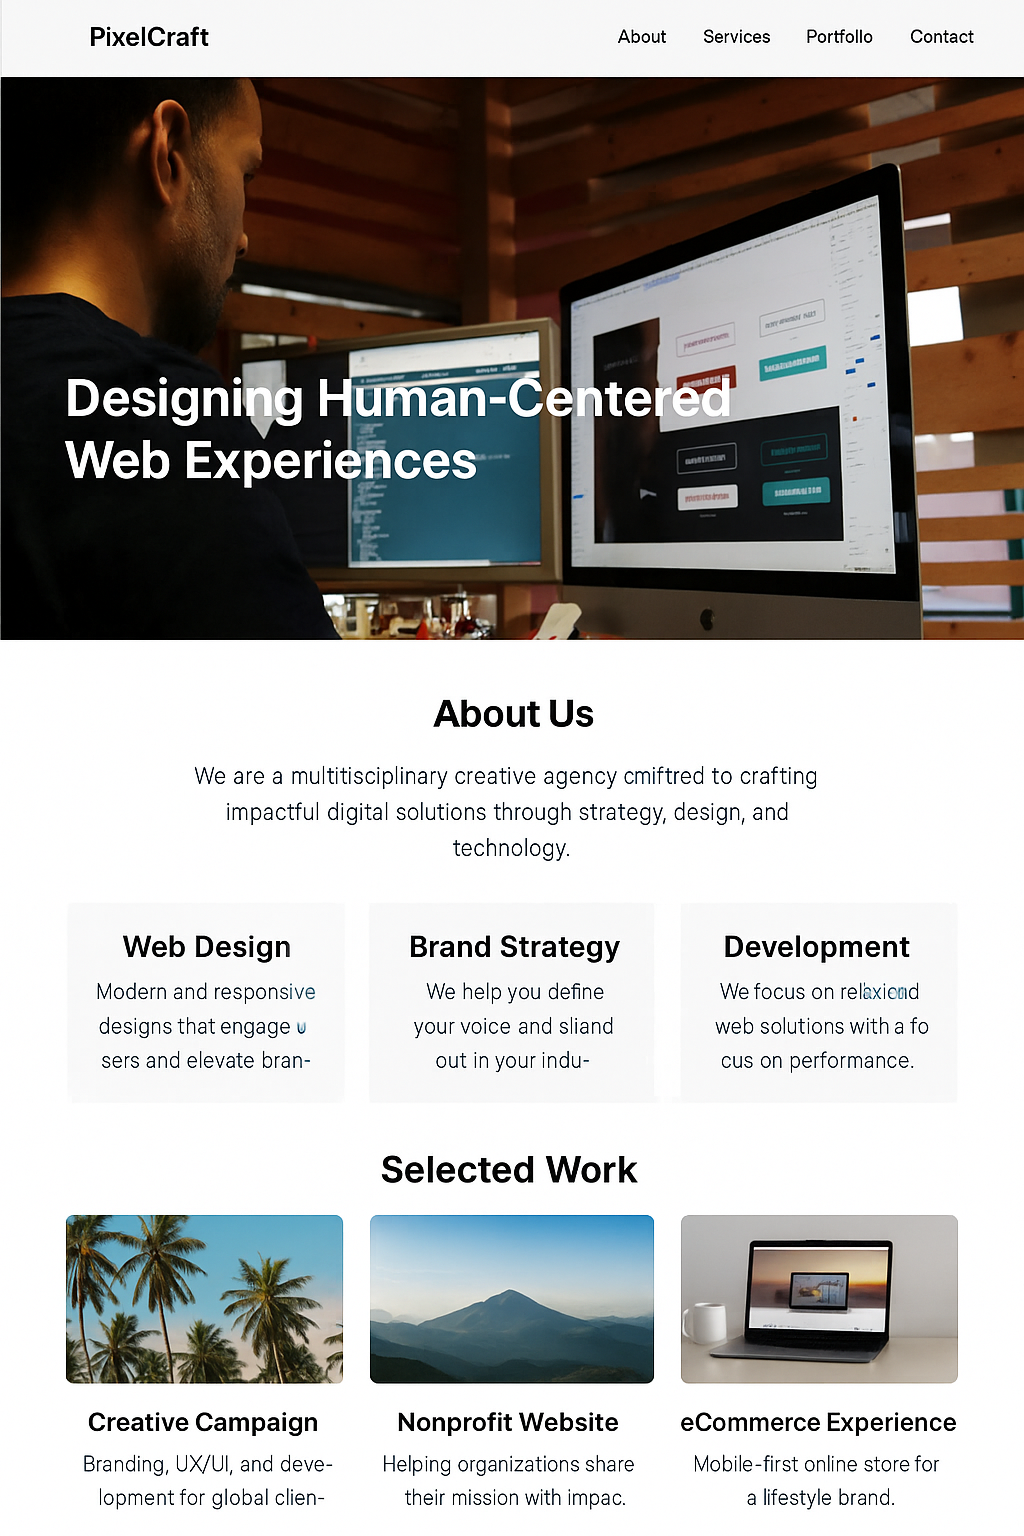 PixelCraft
About Services Portfollo Contact
Designing Human-Centered
Web Experiences
About Us
We are a multitisciplinary creative agency cmiftred to crafting
impactful digital solutions through strategy, design, and
technology.
Web Design
Modern and responsive
designs that engage u
sers and elevate bran-
Brand Strategy
We help you define
your voice and sliand
out in your indu-
Development
We focus on
web solutions with a fo
cus on performance.
Selected Work
Creative Campaign
Branding, UX/UI, and deve-
lopment for global clien-
Nonprofit Website
Helping organizations share
their mission with impac.
eCommerce Experience
Mobile-first online store for
a lifestyle brand.